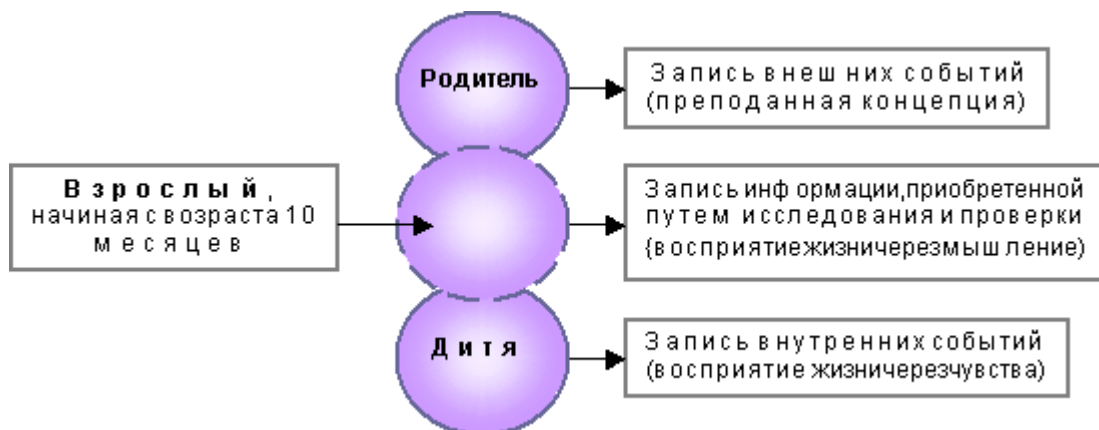 Родитель
Запись внешних событий
(преподанная концепция)
Взрослый,
начиная с возраста 10
месяцев
Запись информации, приобретенной
путем исследования и проверки
(восприятие жизни через мышление)
Дитя
Запись внутренних событий
(восприятие жизни через чувства)